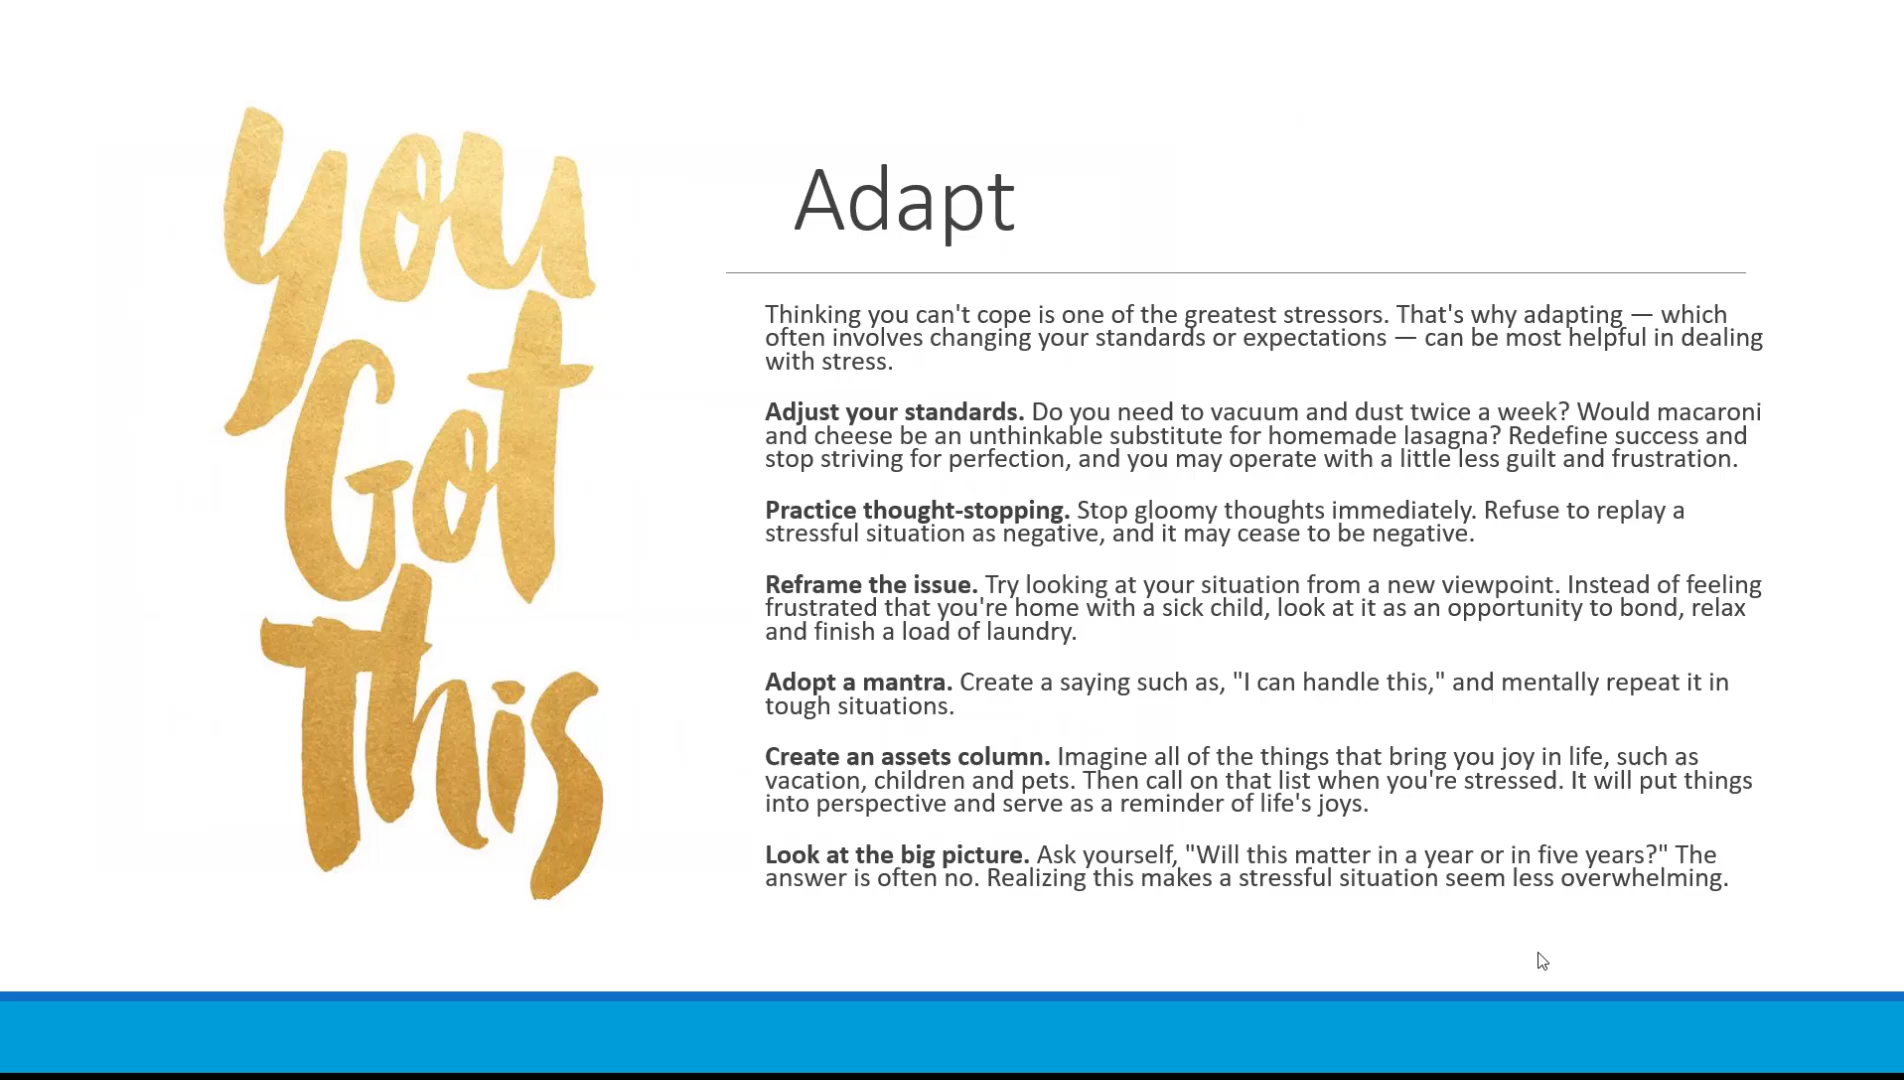 you
Got
This
Adapt
Thinking you can't cope is one of the greatest stressors. That's why adapting — which
often involves changing your standards or expectations — can be most helpful in dealing
with stress.
Adjust your standards. Do you need to vacuum and dust twice a week? Would macaroni
and cheese be an unthinkable substitute for homemade lasagna? Redefine success and
stop striving for perfection, and you may operate with a little less guilt and frustration.
Practice thought-stopping. Stop gloomy thoughts immediately. Refuse to replay a
stressful situation as negative, and it may cease to be negative.
Reframe the issue. Try looking at your situation from a new viewpoint. Instead of feeling
frustrated that you're home with a sick child, look at it as an opportunity to bond, relax
and finish a load of laundry.
Adopt a mantra. Create a saying such as, "I can handle this," and mentally repeat it in
tough situations.
Create an assets column. Imagine all of the things that bring you joy in life, such as
vacation, children and pets. Then call on that list when you're stressed. It will put things
into perspective and serve as a reminder of life's joys.
Look at the big picture. Ask yourself, "Will this matter in a year or in five years?" The
answer is often no. Realizing this makes a stressful situation seem less overwhelming.